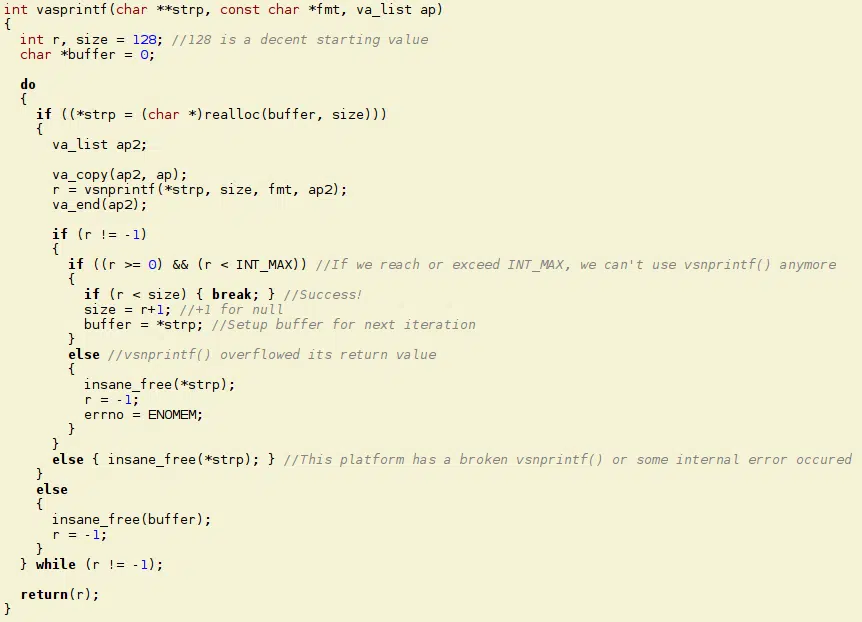 int vasprintf(char **strp, const char *fmt, va_list ap)
{
  int r, size = 128; //128 is a decent starting value
  char *buffer = 0;

  do
  {
    if ((*strp = (char *)realloc(buffer, size)))
    {
      va_list ap2;

      va_copy(ap2, ap);
      r = vsnprintf(*strp, size, fmt, ap2);
      va_end(ap2);

      if (r != -1)
      {
        if ((r >= 0) && (r < INT_MAX)) //If we reach or exceed INT_MAX, we can't use vsnprintf() anymore
        {
          if (r < size) { break; } //Success!
          size = r+1; //+1 for null
          buffer = *strp; //Setup buffer for next iteration
        }
        else //vsnprintf() overflowed its return value
        {
          insane_free(*strp);
          r = -1;
          errno = ENOMEM;
        }
      }
      else { insane_free(*strp); } //This platform has a broken vsnprintf() or some internal error occured
    }
    else
    {
      insane_free(buffer);
      r = -1;
    }
  } while (r != -1);

  return(r);
}